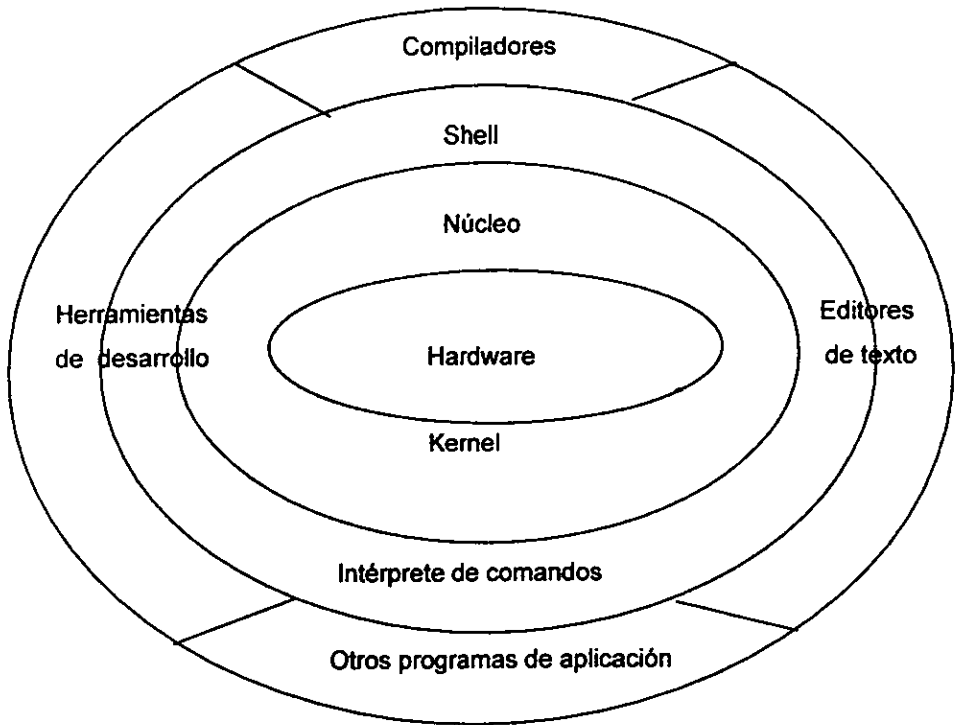 Compiladores
Shell
Núcleo
Herramientas
de desarrollo
Hardware
Editores
de texto
Kernel
Intérprete de comandos
Otros programas de aplicación